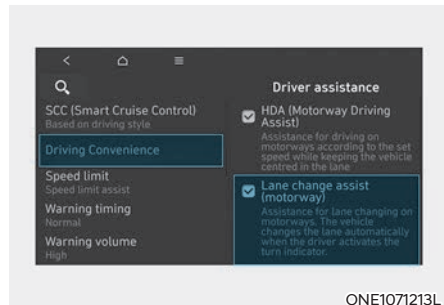 Driver assistance
SCC (Smart Cruise Control)
Based on driving style
Driving Convenience
Speed limit
Speed limit assist
Warning timing
Normal
Warning volume
High
HDA (Motorway Driving
Assist)
Assistance for driving on
motorways according to the set
speed while keeping the vehicle
centred in the lane
Lane change assist
(motorway)
Assistance for lane changing on
motorways. The vehicle
changes the lane automatically
when the driver activates the
turn indicator.
ONE1071213L